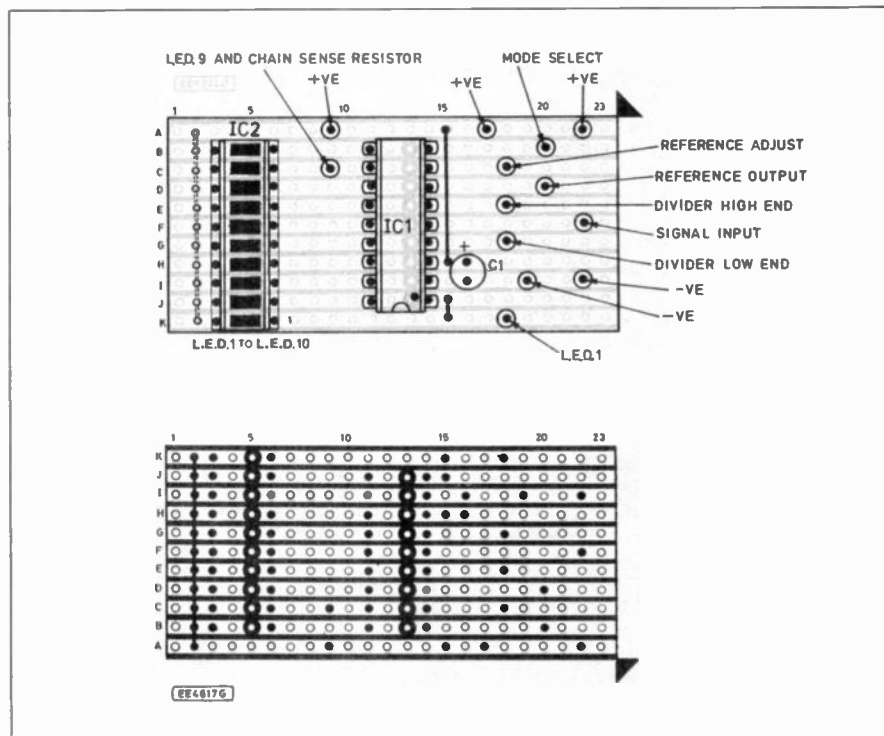 L.E.D. 9 AND CHAIN SENSE RESISTOR
MODE SELECT
+VE
+VE
+VE
1 5 10 15 20 23
IC2
A
B
C
D
E
F
G
H
I
J
K
IC1
+
C1
1
REFERENCE ADJUST
REFERENCE OUTPUT
DIVIDER HIGH END
SIGNAL INPUT
DIVIDER LOW END
-VE
-VE
L.E.D.1
L.E.D.1 TO L.E.D.10
1 5 10 15 20 23
K
J
I
H
G
F
E
D
C
B
A
EE4817G